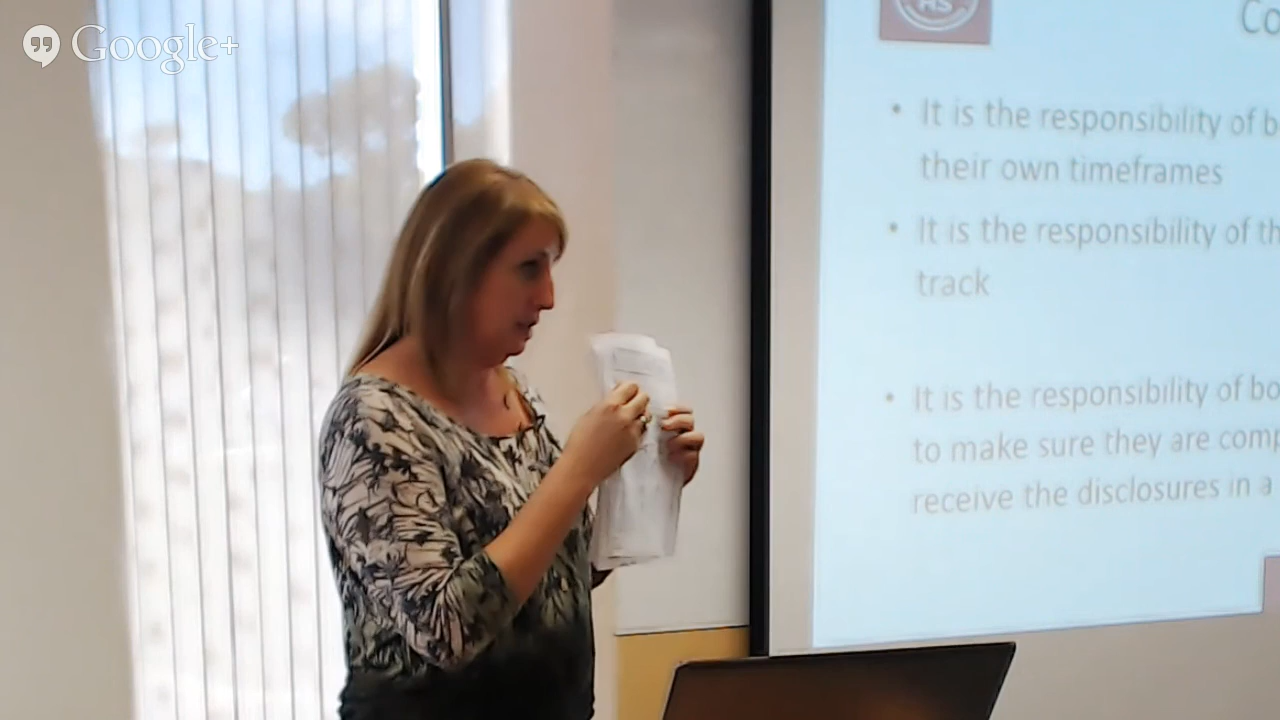 Google+
HS
Co
• It is the responsibility of b
their own timeframes
• It is the responsibility of th
track
• It is the responsibility of bo
to make sure they are comp
receive the disclosures in a